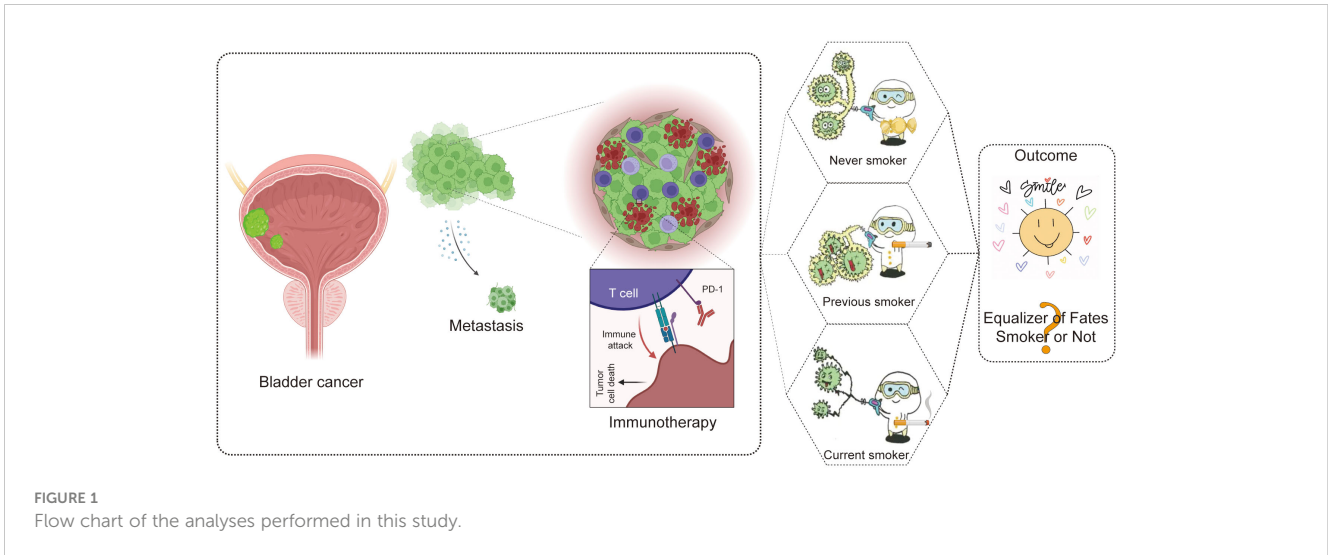 Bladder cancer
Metastasis
T cell
PD-1
Immune
attack
Tumor
cell death
Immunotherapy
Never smoker
Previous smoker
Current smoker
Outcome
Smile
?
Equalizer of Fates
Smoker or Not
FIGURE 1
Flow chart of the analyses performed in this study.